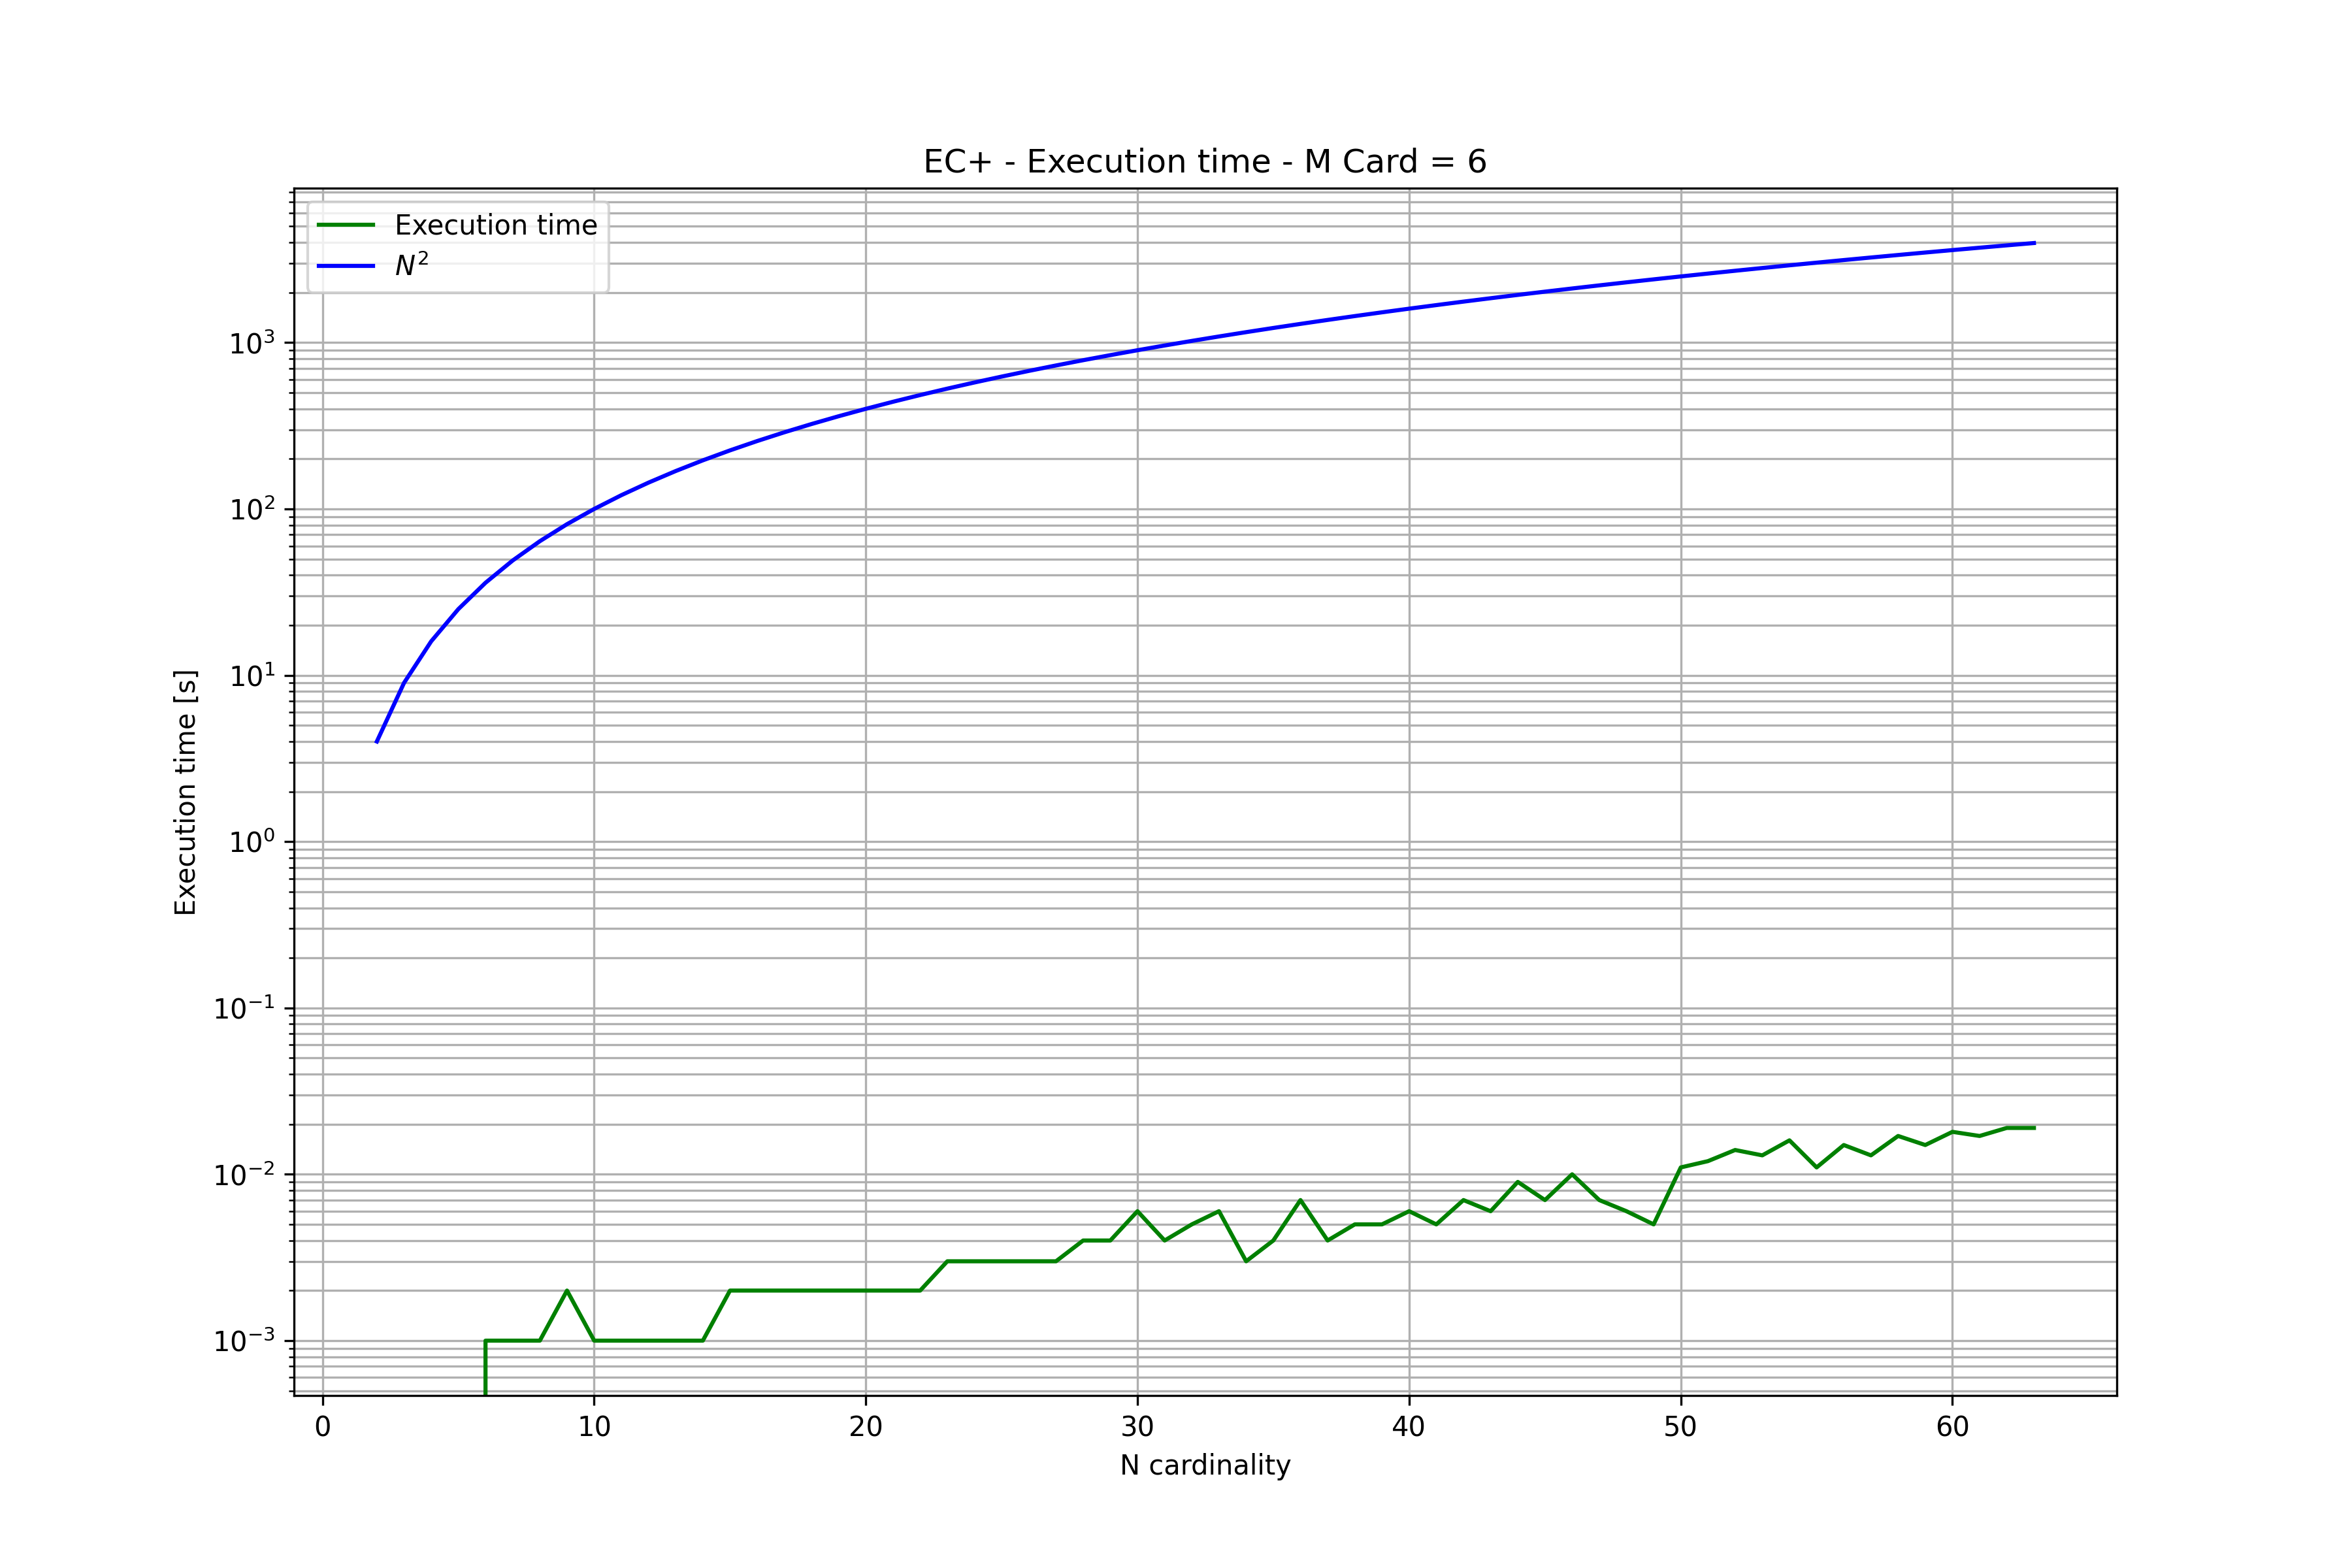 EC+ - Execution time - M Card = 6
Execution time
N²
10³
10²
10¹
10⁰
10⁻¹
10⁻²
10⁻³
Execution time [s]
0 10 20 30 40 50 60
N cardinality